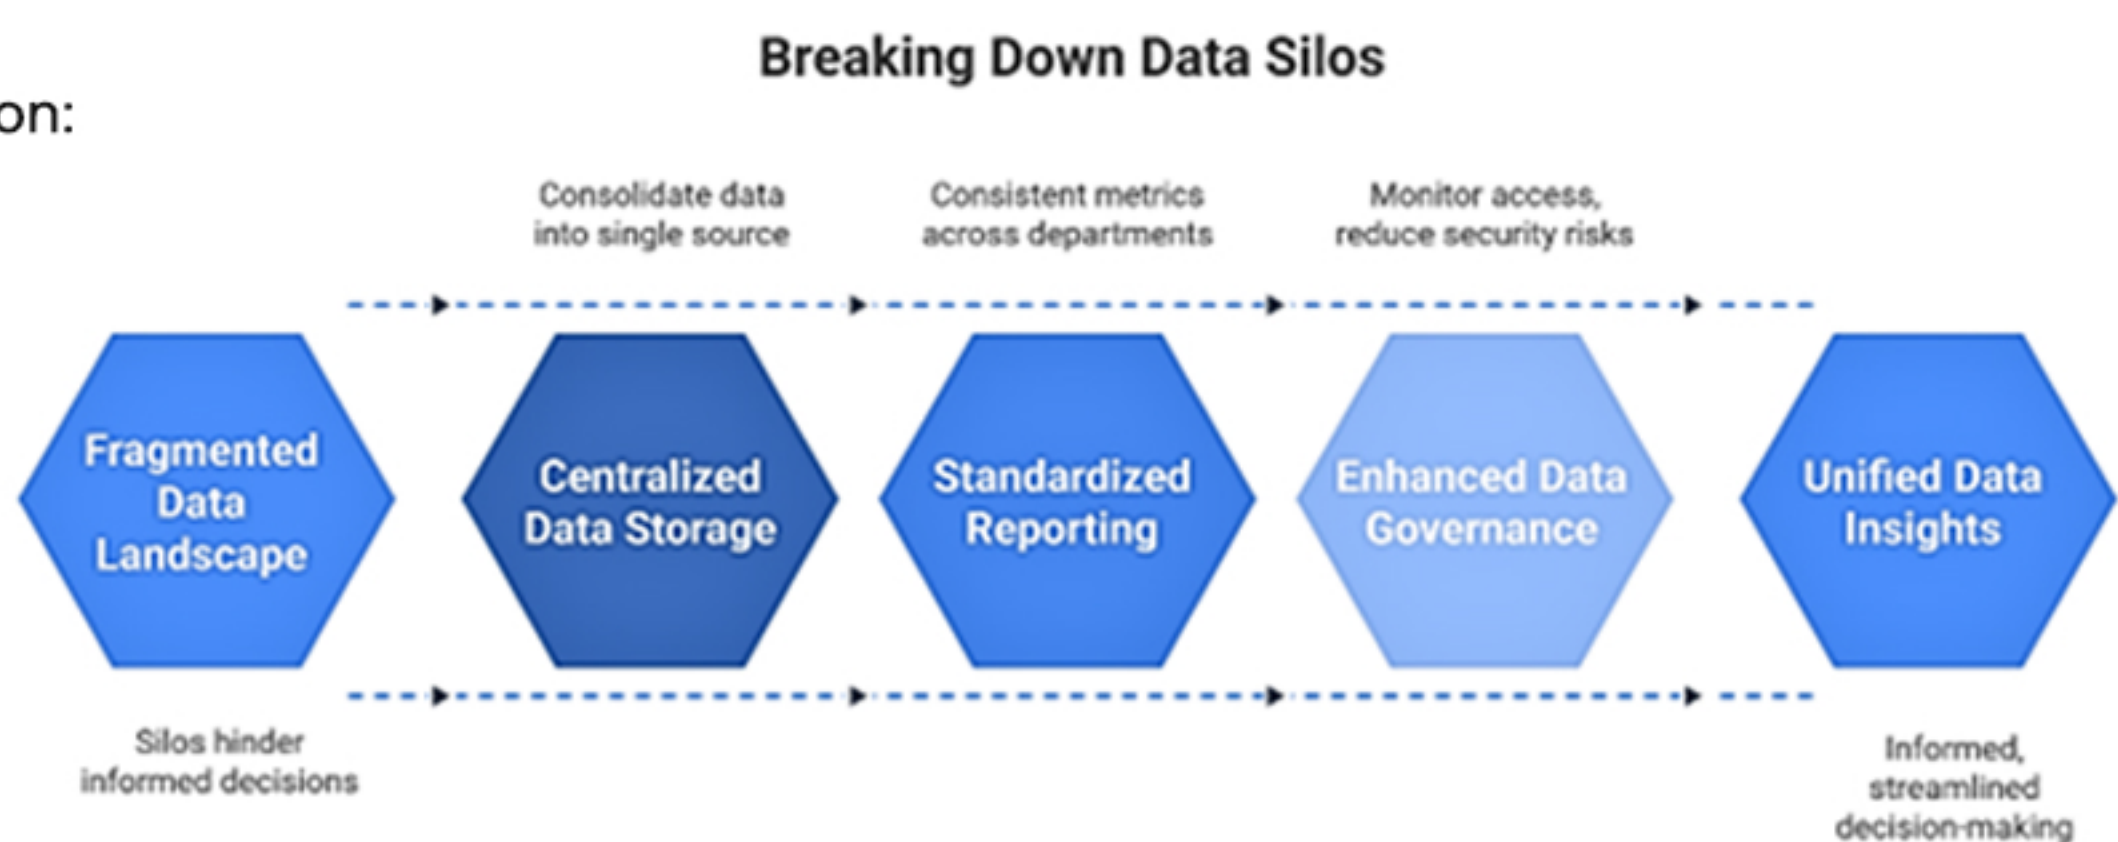 Breaking Down Data Silos
on:
Consolidate data
into single source
Consistent metrics
across departments
Monitor access,
reduce security risks
Fragmented
Data
Landscape
Centralized
Data Storage
Standardized
Reporting
Enhanced Data
Governance
Unified Data
Insights
Silos hinder
informed decisions
Informed,
streamlined
decision-making